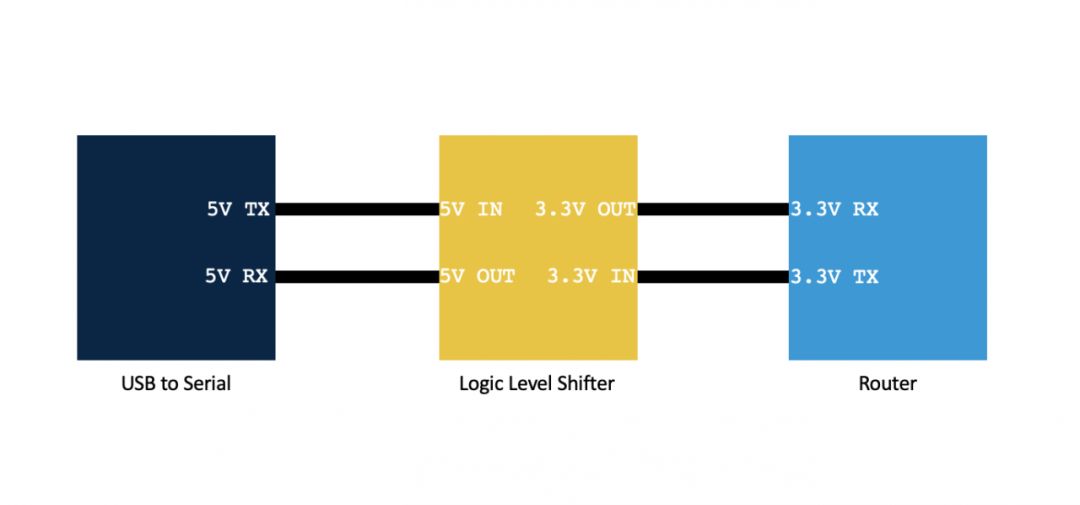 5V TX
5V IN 3.3V OUT
3.3V RX
5V RX
5V OUT 3.3V IN
3.3V TX
USB to Serial
Logic Level Shifter
Router